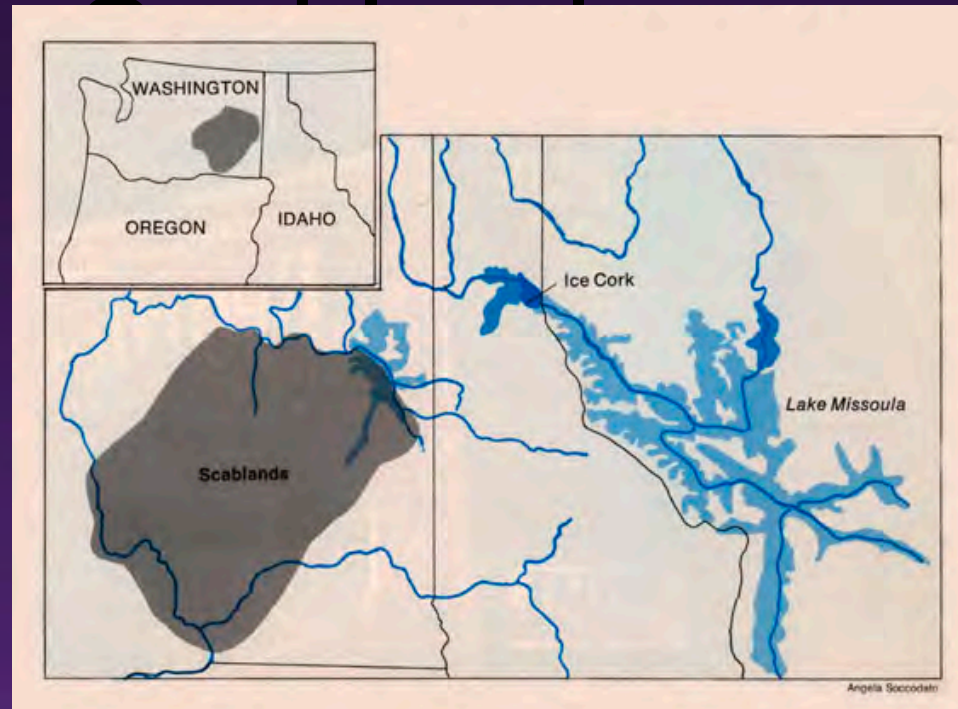 WASHINGTON
OREGON
IDAHO
Ice Cork
Lake Missoula
Scablands
Angela Soccodato